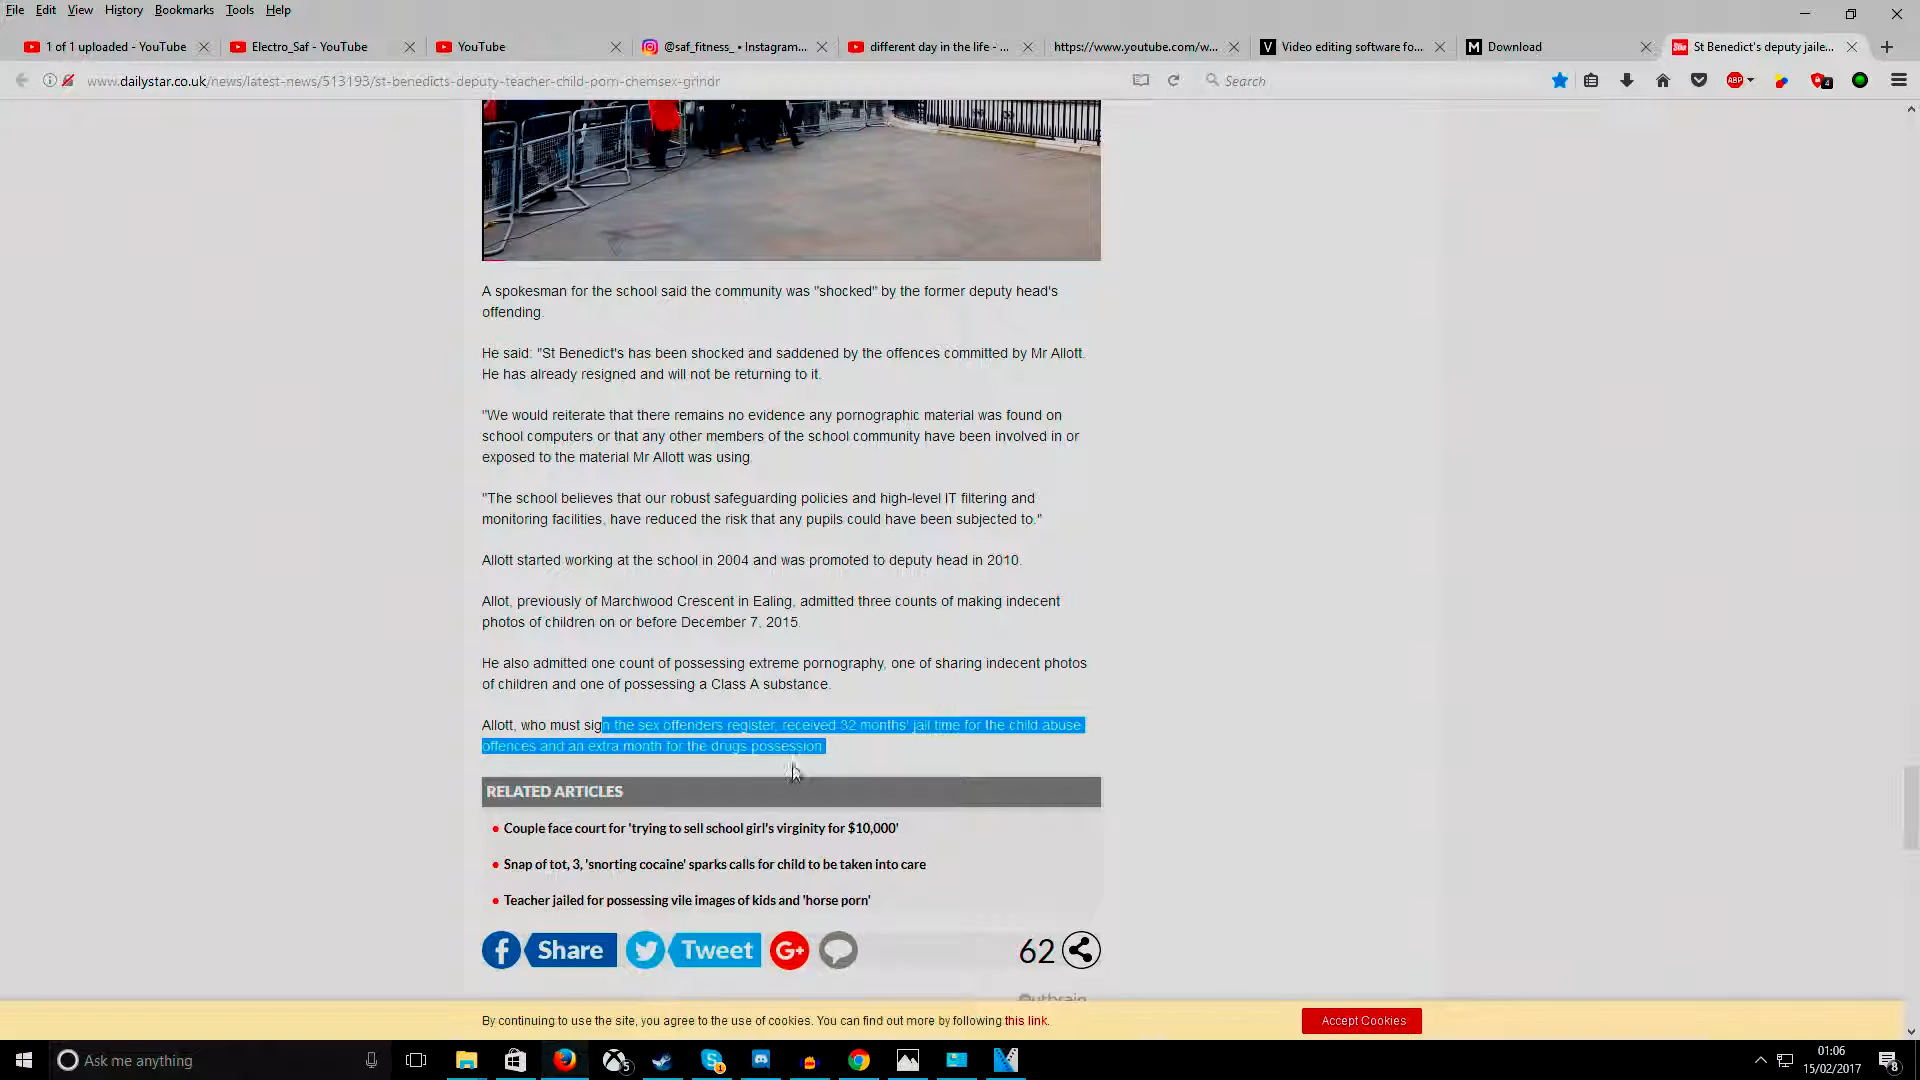 File Edit View History Bookmarks Tools Help
1 of 1 uploaded - YouTube
Electro_Saf - YouTube
YouTube
@saf_fitness_ • Instagram...
different day in the life - ...
https://www.youtube.com/w...
Video editing software fo...
Download
St Benedict's deputy jaile...
www.dailystar.co.uk/news/latest-news/513193/st-benedicts-deputy-teacher-child-porn-chemsex-grindr
Search
ABP
4
A spokesman for the school said the community was "shocked" by the former deputy head's
offending.
He said: "St Benedict's has been shocked and saddened by the offences committed by Mr Allott.
He has already resigned and will not be returning to it.
"We would reiterate that there remains no evidence any pornographic material was found on
school computers or that any other members of the school community have been involved in or
exposed to the material Mr Allott was using.
"The school believes that our robust safeguarding policies and high-level IT filtering and
monitoring facilities, have reduced the risk that any pupils could have been subjected to."
Allott started working at the school in 2004 and was promoted to deputy head in 2010.
Allot, previously of Marchwood Crescent in Ealing, admitted three counts of making indecent
photos of children on or before December 7, 2015.
He also admitted one count of possessing extreme pornography, one of sharing indecent photos
of children and one of possessing a Class A substance.
Allott, who must sign the sex offenders register, received 32 months' jail time for the child abuse
offences and an extra month for the drugs possession.
RELATED ARTICLES
• Couple face court for 'trying to sell school girl's virginity for $10,000'
• Snap of tot, 3, 'snorting cocaine' sparks calls for child to be taken into care
• Teacher jailed for possessing vile images of kids and 'horse porn'
Share
Tweet
G+
62
By continuing to use the site, you agree to the use of cookies. You can find out more by following this link.
Accept Cookies
Ask me anything
5
1
01:06
15/02/2017
8